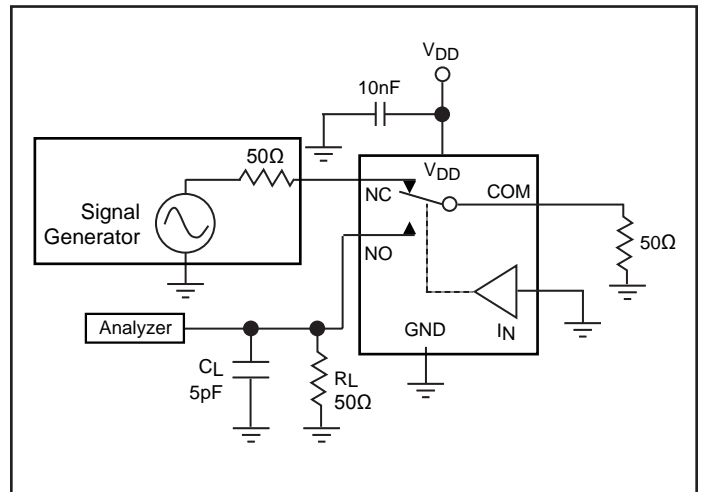 VDD
10nF
50Ω
VDD
NC
COM
Signal
Generator
NO
50Ω
Analyzer
GND
IN
CL
5pF
RL
50Ω